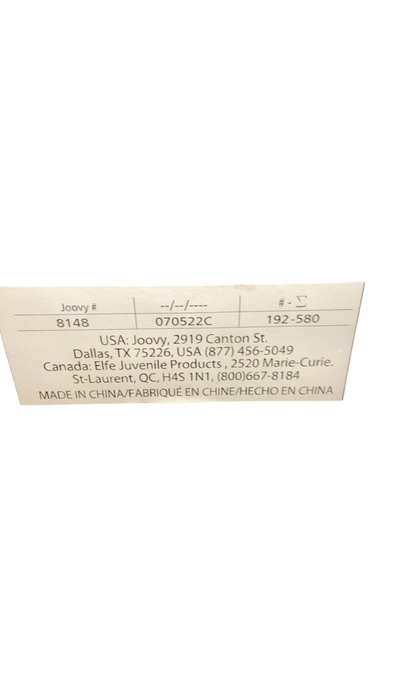 Joovy # --/--/---- # - Σ
8148 070522C 192-580
USA: Joovy, 2919 Canton St.
Dallas, TX 75226, USA (877) 456-5049
Canada: Elfe Juvenile Products , 2520 Marie-Curie.
St-Laurent, QC, H4S 1N1, (800)667-8184
MADE IN CHINA/FABRIQUÉ EN CHINE/HECHO EN CHINA